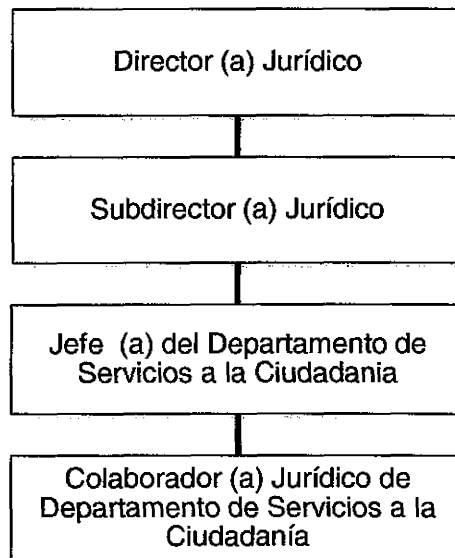 Director (a) Jurídico
Subdirector (a) Jurídico
Jefe (a) del Departamento de
Servicios a la Ciudadania
Colaborador (a) Jurídico de
Departamento de Servicios a la
Ciudadanía